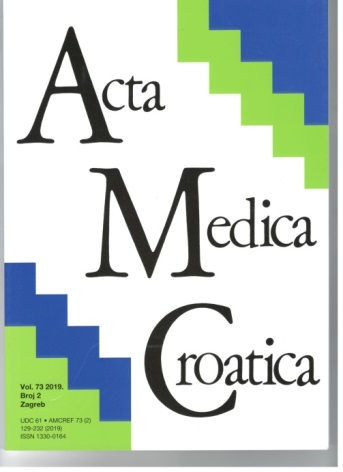 Acta
Medica
Croatica
Vol. 73 2019.
Broj 2
Zagreb
UDC 61 • AMCREF 73 (2)
129-232 (2019)
ISSN 1330-0164